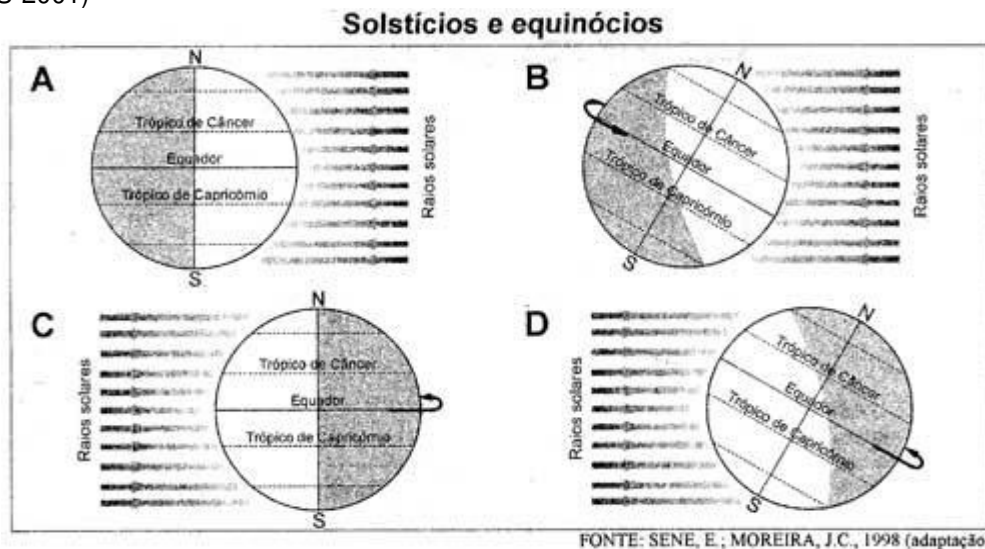 S 2001)
Solstícios e equinócios
A
N
Trópico de Câncer
Equador
Trópico de Capricórnio
S
Raios solares
B
N
Trópico de Câncer
Equador
Trópico de Capricórnio
S
Raios solares
C
Raios solares
N
Trópico de Câncer
Equador
Trópico de Capricórnio
S
D
Raios solares
N
Trópico de Câncer
Equador
Trópico de Capricórnio
S
FONTE: SENE, E.; MOREIRA, J.C., 1998 (adaptação